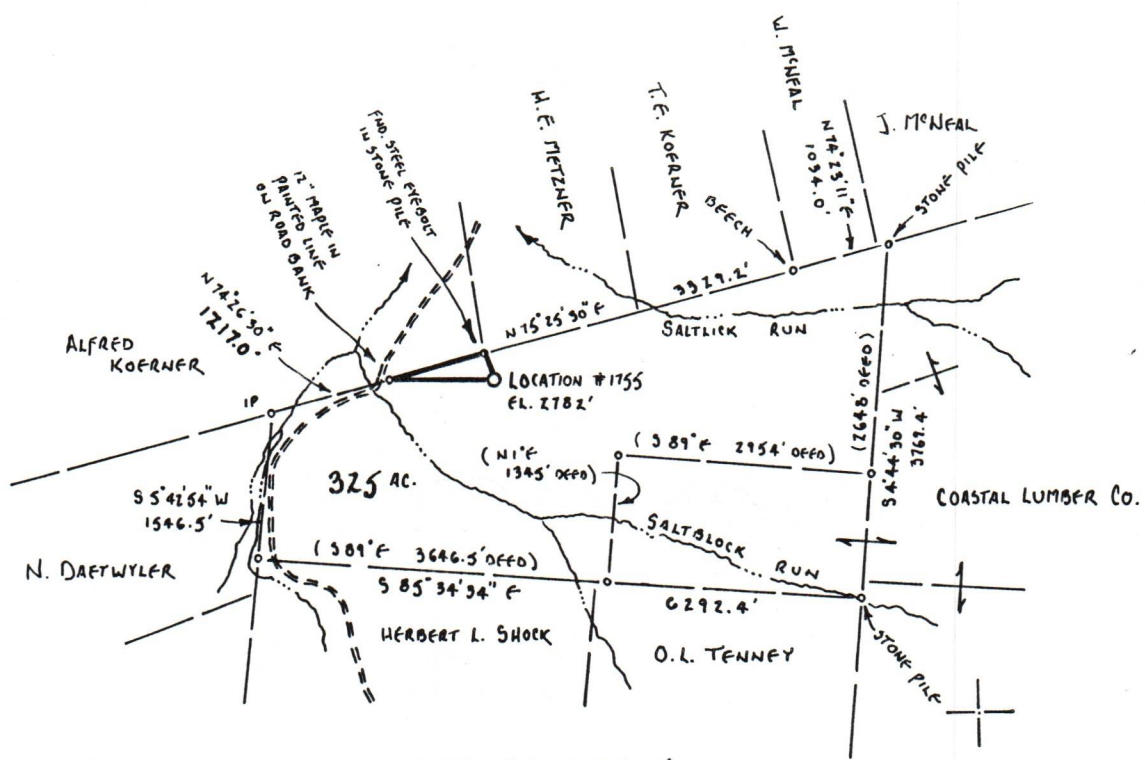 W. McNEAL
N 74° 23' 11" E
1034.0'
J. McNEAL
STONE PILE
T.E. KOERNER
H.E. METZNER
BEECH
FND. STEEL EYEBOLT
IN STONE PILE
12" MAPLE IN
PAINTED LINE
ON ROAD BANK
N 74° 26' 30" E
1217.0'
ALFRED
KOERNER
IP
N 75° 25' 30" E
3329.2'
SALTLICK RUN
LOCATION #1755
EL. 2782'
(2648' DEED)
S 4° 44' 30" W
3769.4'
(S 89° E 2954' DEED)
(N 1° E
1345' DEED)
325 AC.
COASTAL LUMBER CO.
S 5° 42' 54" W
1546.5'
N. DAETWYLER
(S 89° E 3646.5' DEED)
S 85° 34' 34" E
6292.4'
SALTBLOCK RUN
HERBERT L. SHOCK
O.L. TENNEY
STONE PILE